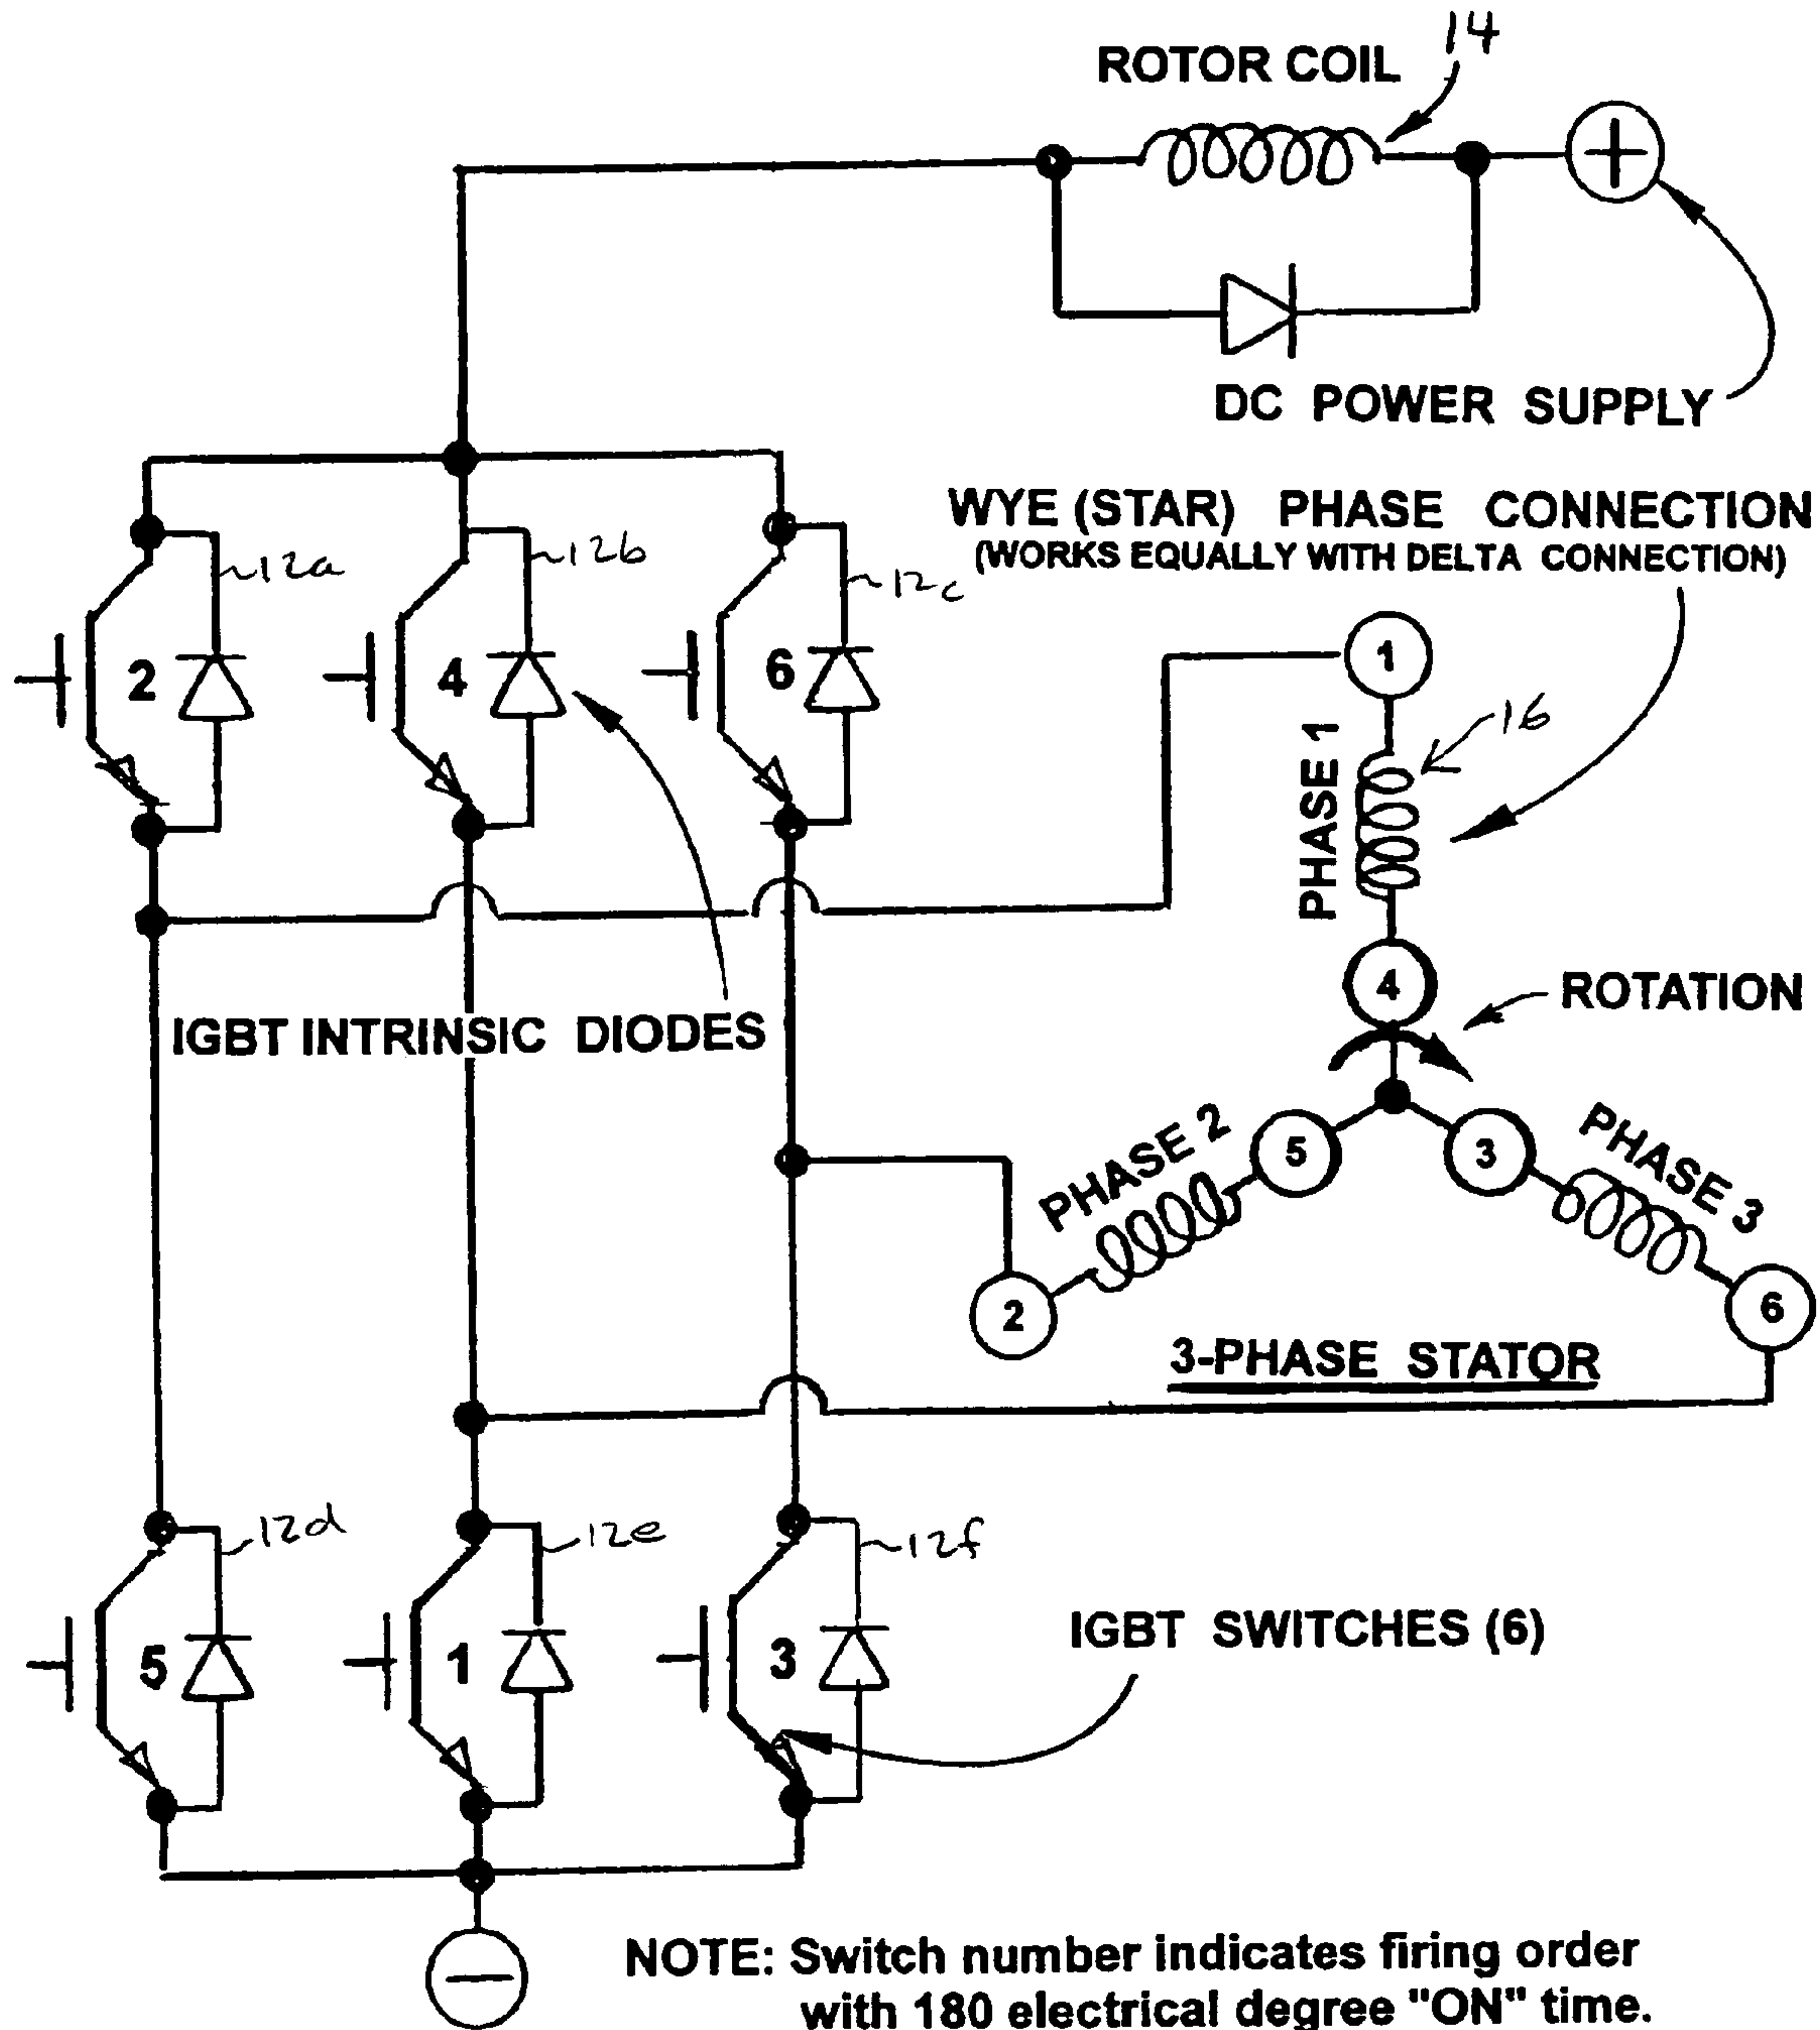 14
ROTOR COIL
+
DC POWER SUPPLY
WYE (STAR) PHASE CONNECTION
(WORKS EQUALLY WITH DELTA CONNECTION)
12a
12b
12c
2
4
6
1
PHASE 1
16
4
ROTATION
IGBT INTRINSIC DIODES
PHASE 2
5
3
PHASE 3
2
6
3-PHASE STATOR
12d
12e
12f
5
1
3
IGBT SWITCHES (6)
−
NOTE: Switch number indicates firing order
with 180 electrical degree "ON" time.